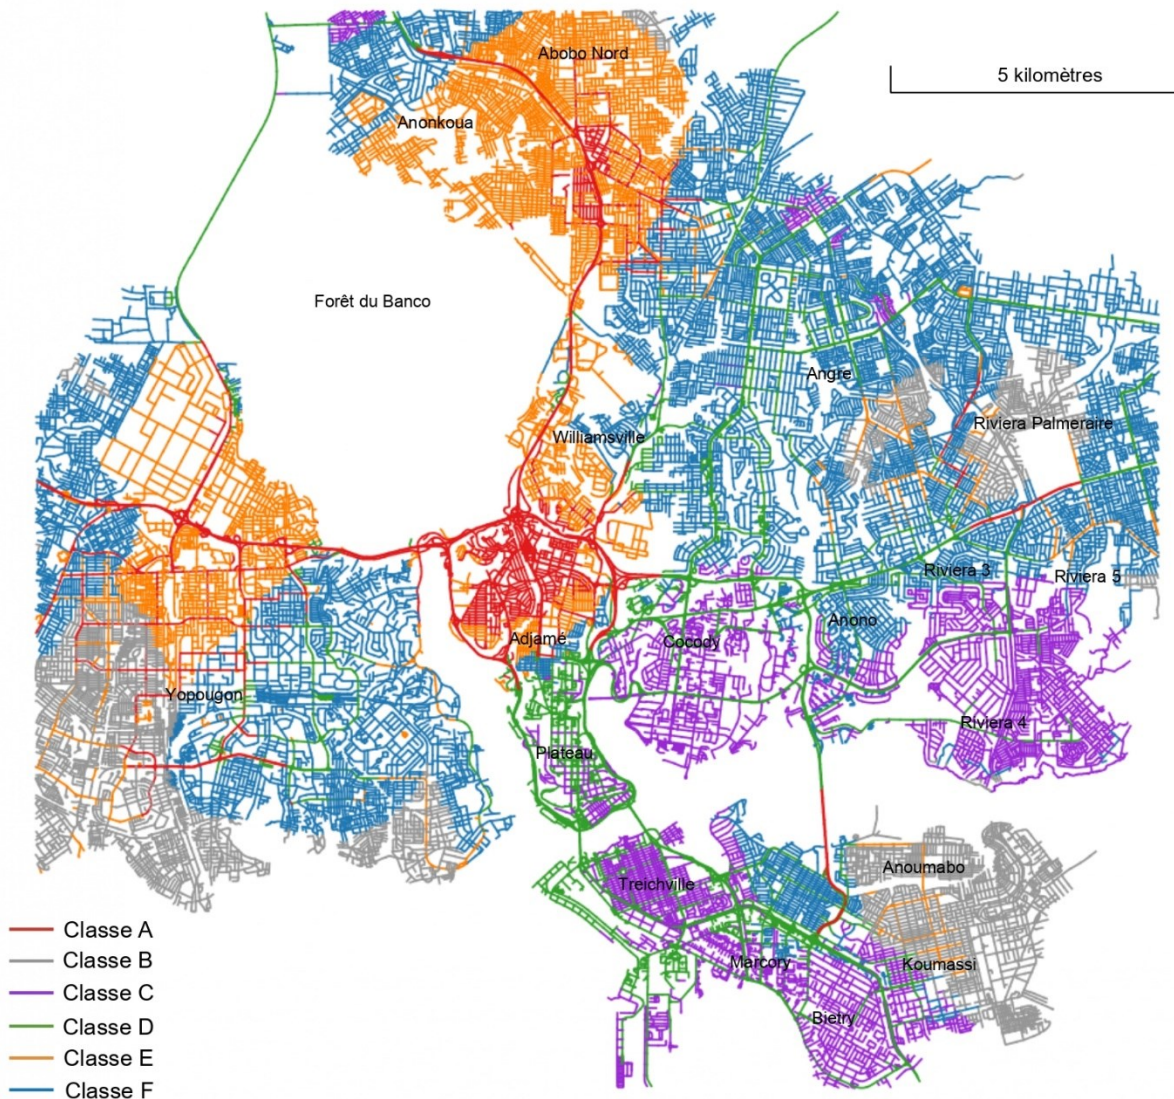 Abobo Nord
5 kilomètres
Anonkoua
Forêt du Banco
Angre
Riviera Palmeraire
Williamsville
Riviera 3
Riviera 5
Anono
Adjamé
Cocody
Yopougon
Riviera 4
Plateau
Anoumabo
Treichville
Marcory
Koumassi
Bietry
Classe A
Classe B
Classe C
Classe D
Classe E
Classe F